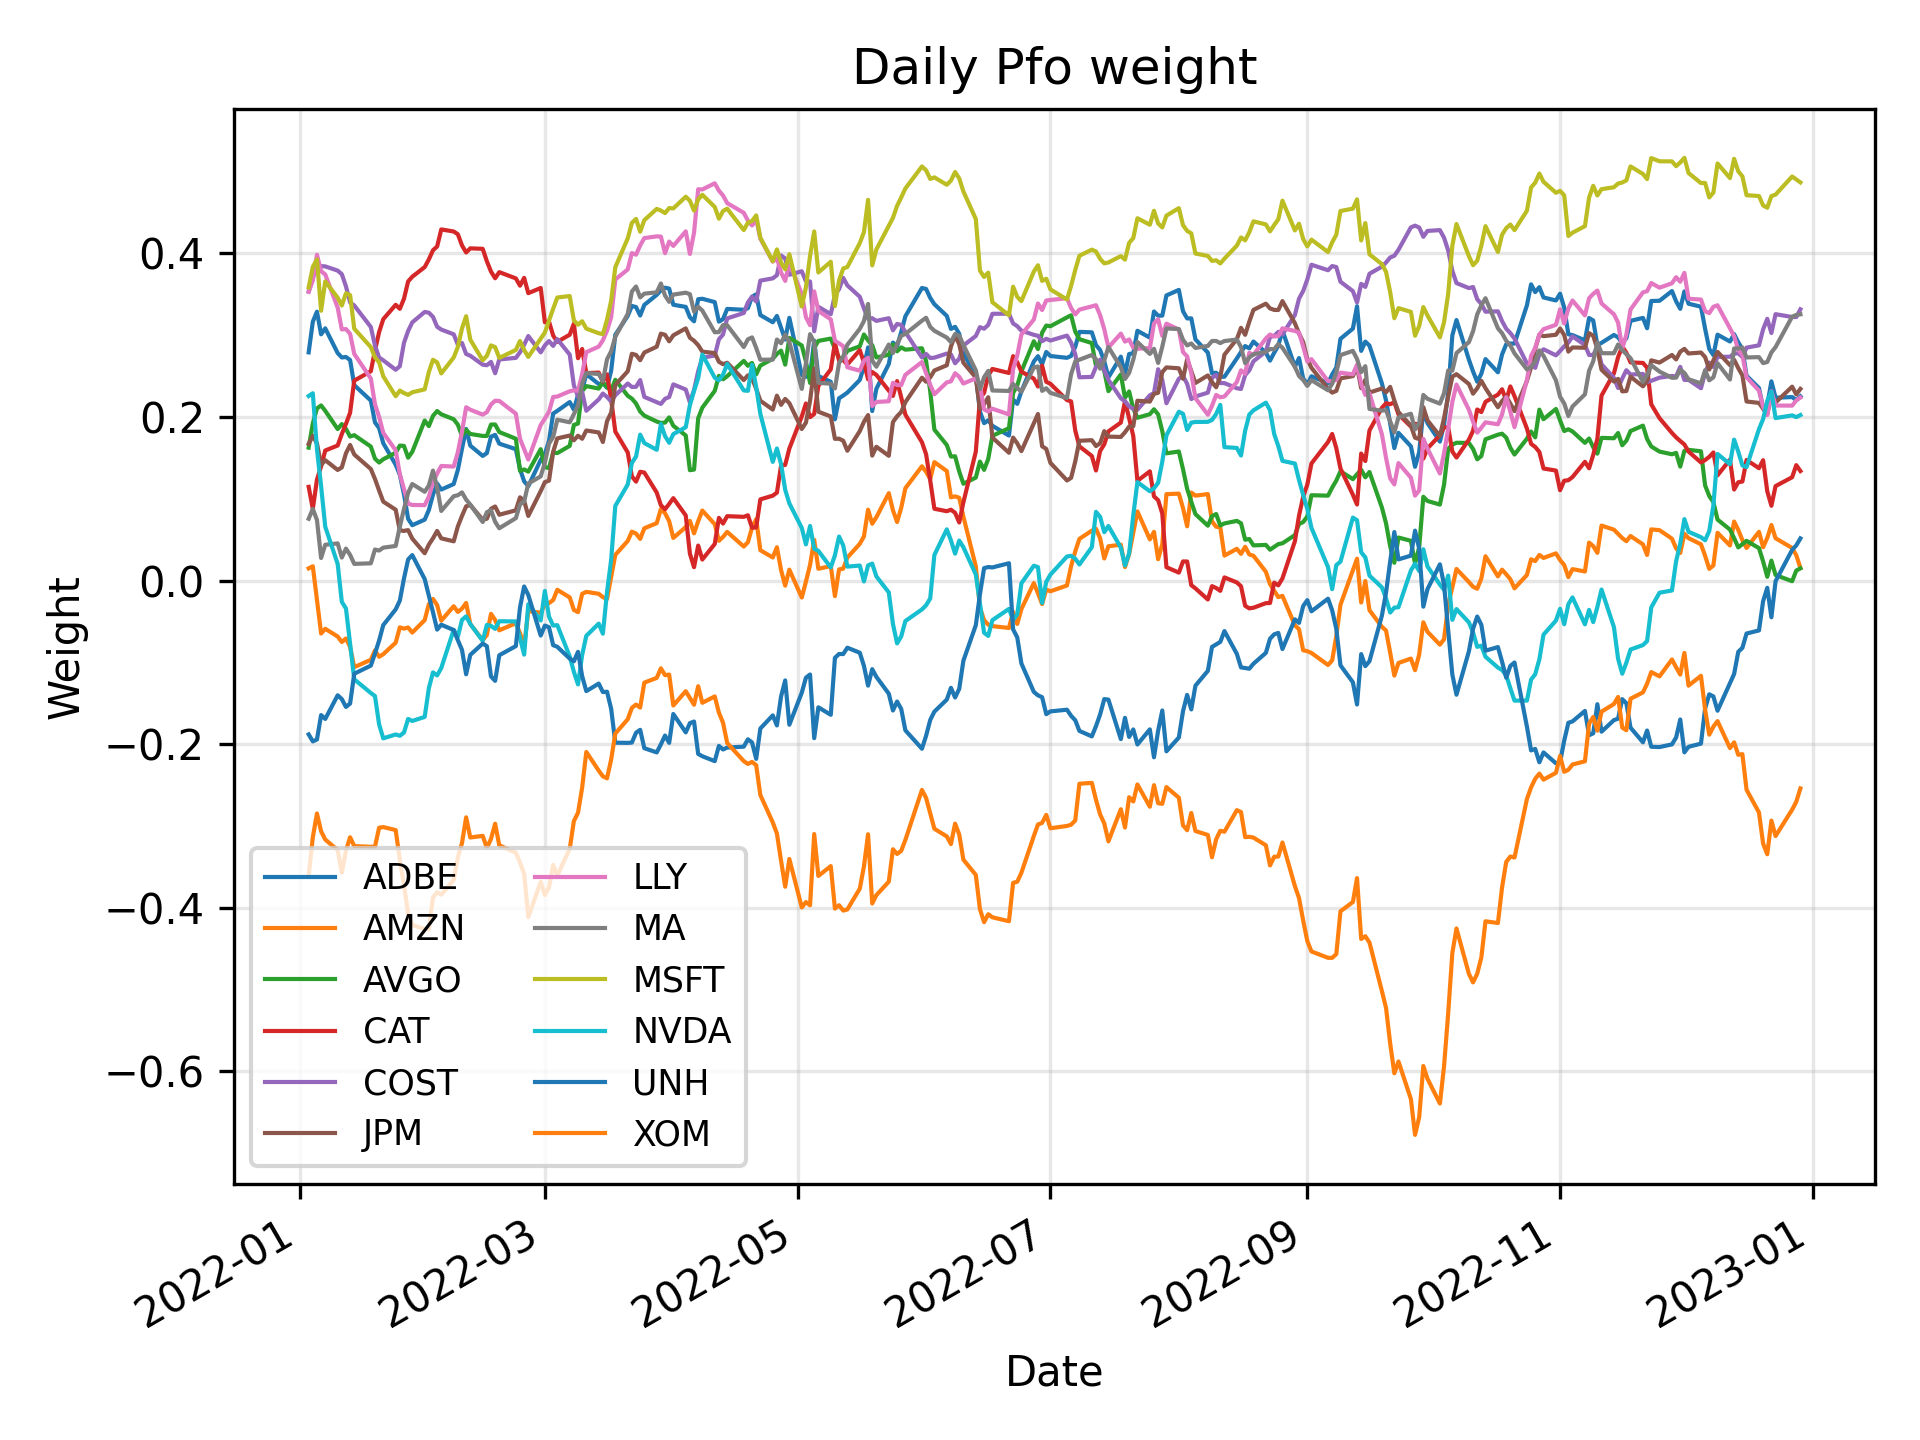 Daily Pfo weight
Weight
0.4
0.2
0.0
−0.2
−0.4
−0.6
ADBE
AMZN
AVGO
CAT
COST
JPM
LLY
MA
MSFT
NVDA
UNH
XOM
2022-01
2022-03
2022-05
2022-07
2022-09
2022-11
2023-01
Date